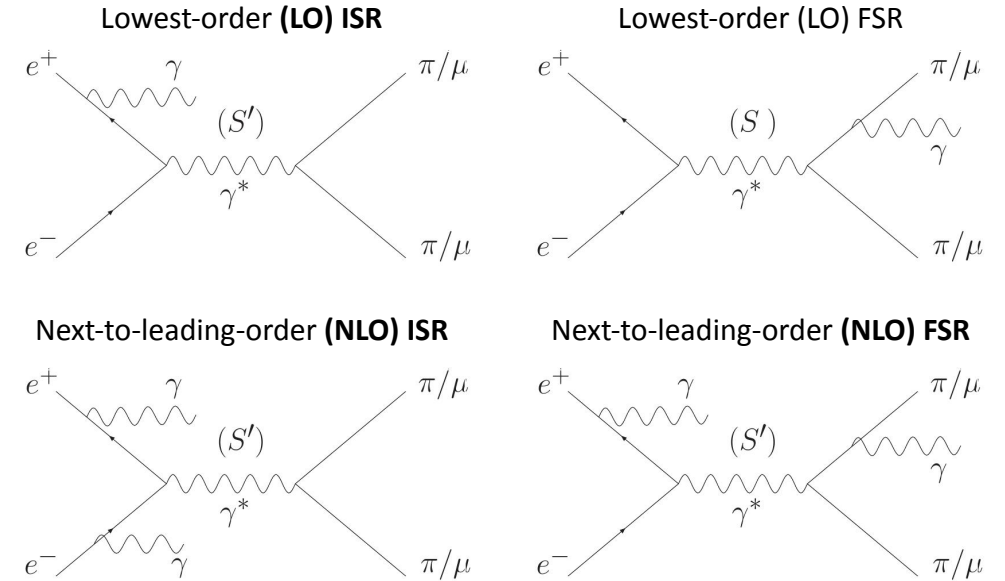 Lowest-order (LO) ISR
e⁺ γ π/μ
(S′)
γ*
e⁻ π/μ
Lowest-order (LO) FSR
e⁺ π/μ
(S )
γ
γ*
e⁻ π/μ
Next-to-leading-order (NLO) ISR
e⁺ γ π/μ
(S′)
γ*
e⁻ γ π/μ
Next-to-leading-order (NLO) FSR
e⁺ γ π/μ
(S′)
γ
γ*
e⁻ π/μ